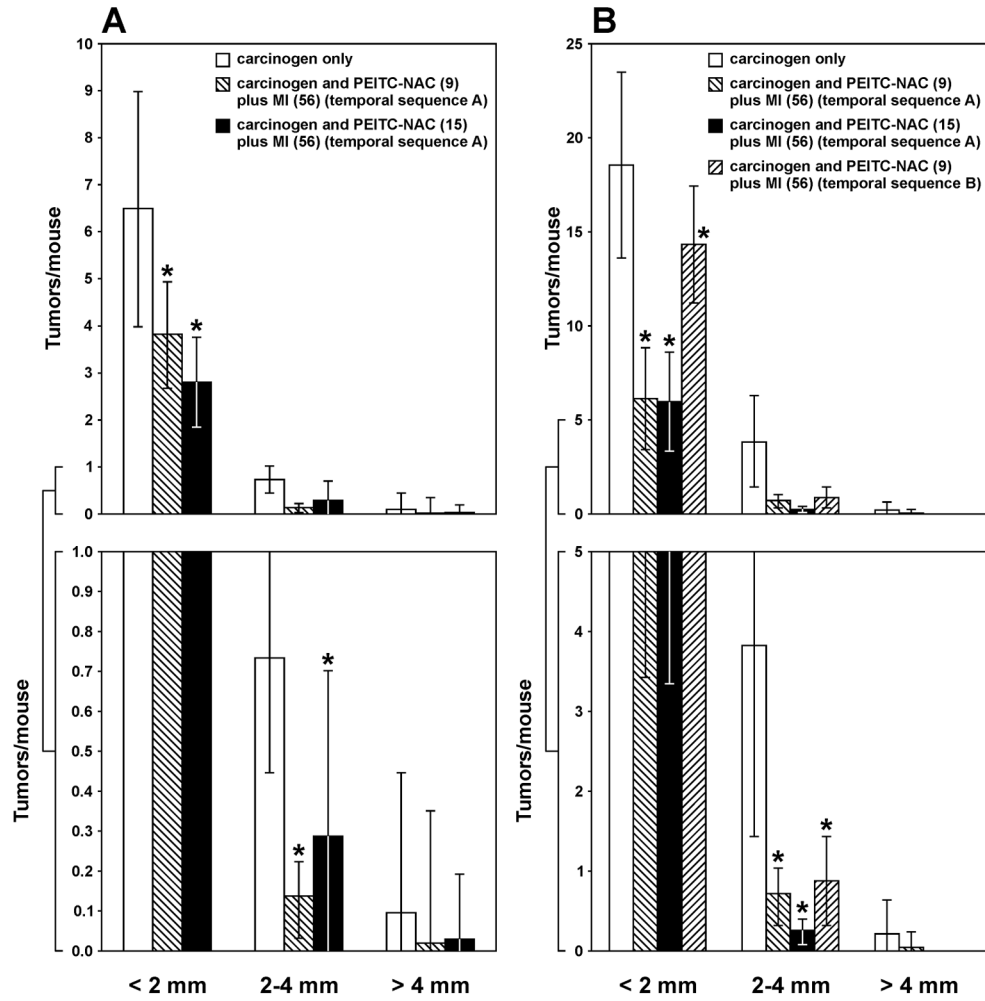 A
10
9
8
7
6
5
4
3
2
1
0
Tumors/mouse
carcinogen only
carcinogen and PEITC-NAC (9)
plus MI (56) (temporal sequence A)
carcinogen and PEITC-NAC (15)
plus MI (56) (temporal sequence A)
*
*
1.0
0.9
0.8
0.7
0.6
0.5
0.4
0.3
0.2
0.1
0.0
Tumors/mouse
*
*
< 2 mm
2-4 mm
> 4 mm
B
25
20
15
10
5
0
Tumors/mouse
carcinogen only
carcinogen and PEITC-NAC (9)
plus MI (56) (temporal sequence A)
carcinogen and PEITC-NAC (15)
plus MI (56) (temporal sequence A)
carcinogen and PEITC-NAC (9)
plus MI (56) (temporal sequence B)
*
*
*
5
4
3
2
1
0
Tumors/mouse
*
*
*
< 2 mm
2-4 mm
> 4 mm